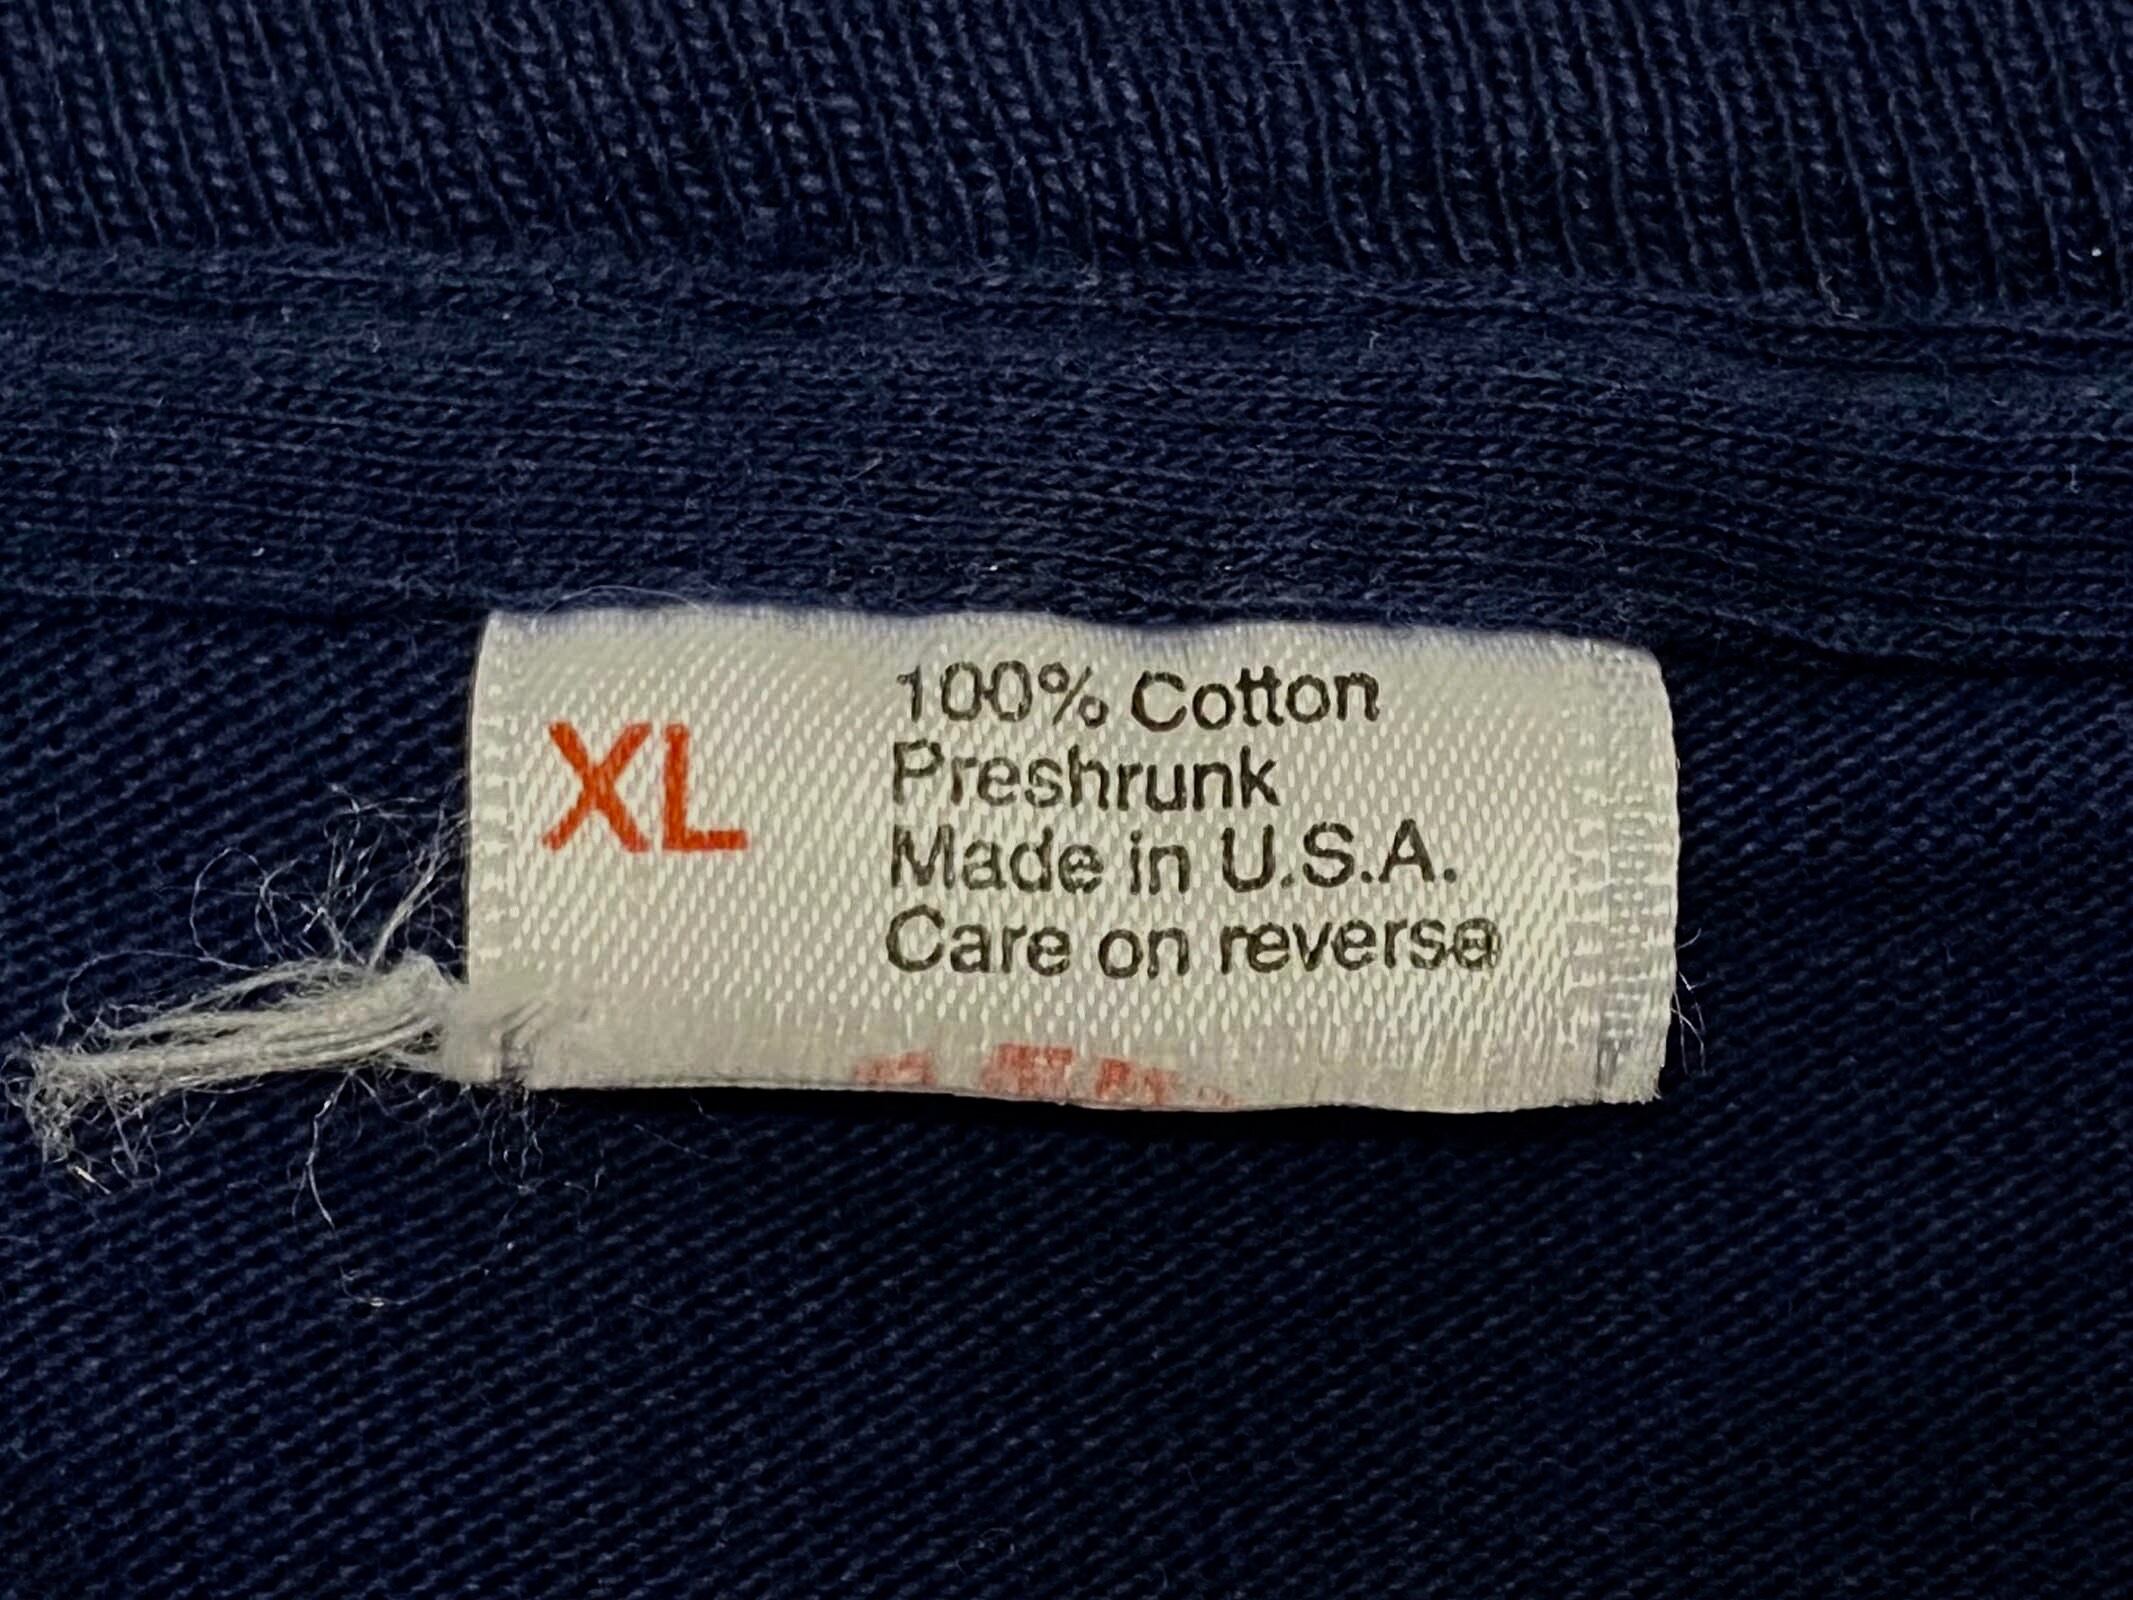 XL
100% Cotton
Preshrunk
Made in U.S.A.
Care on reverse